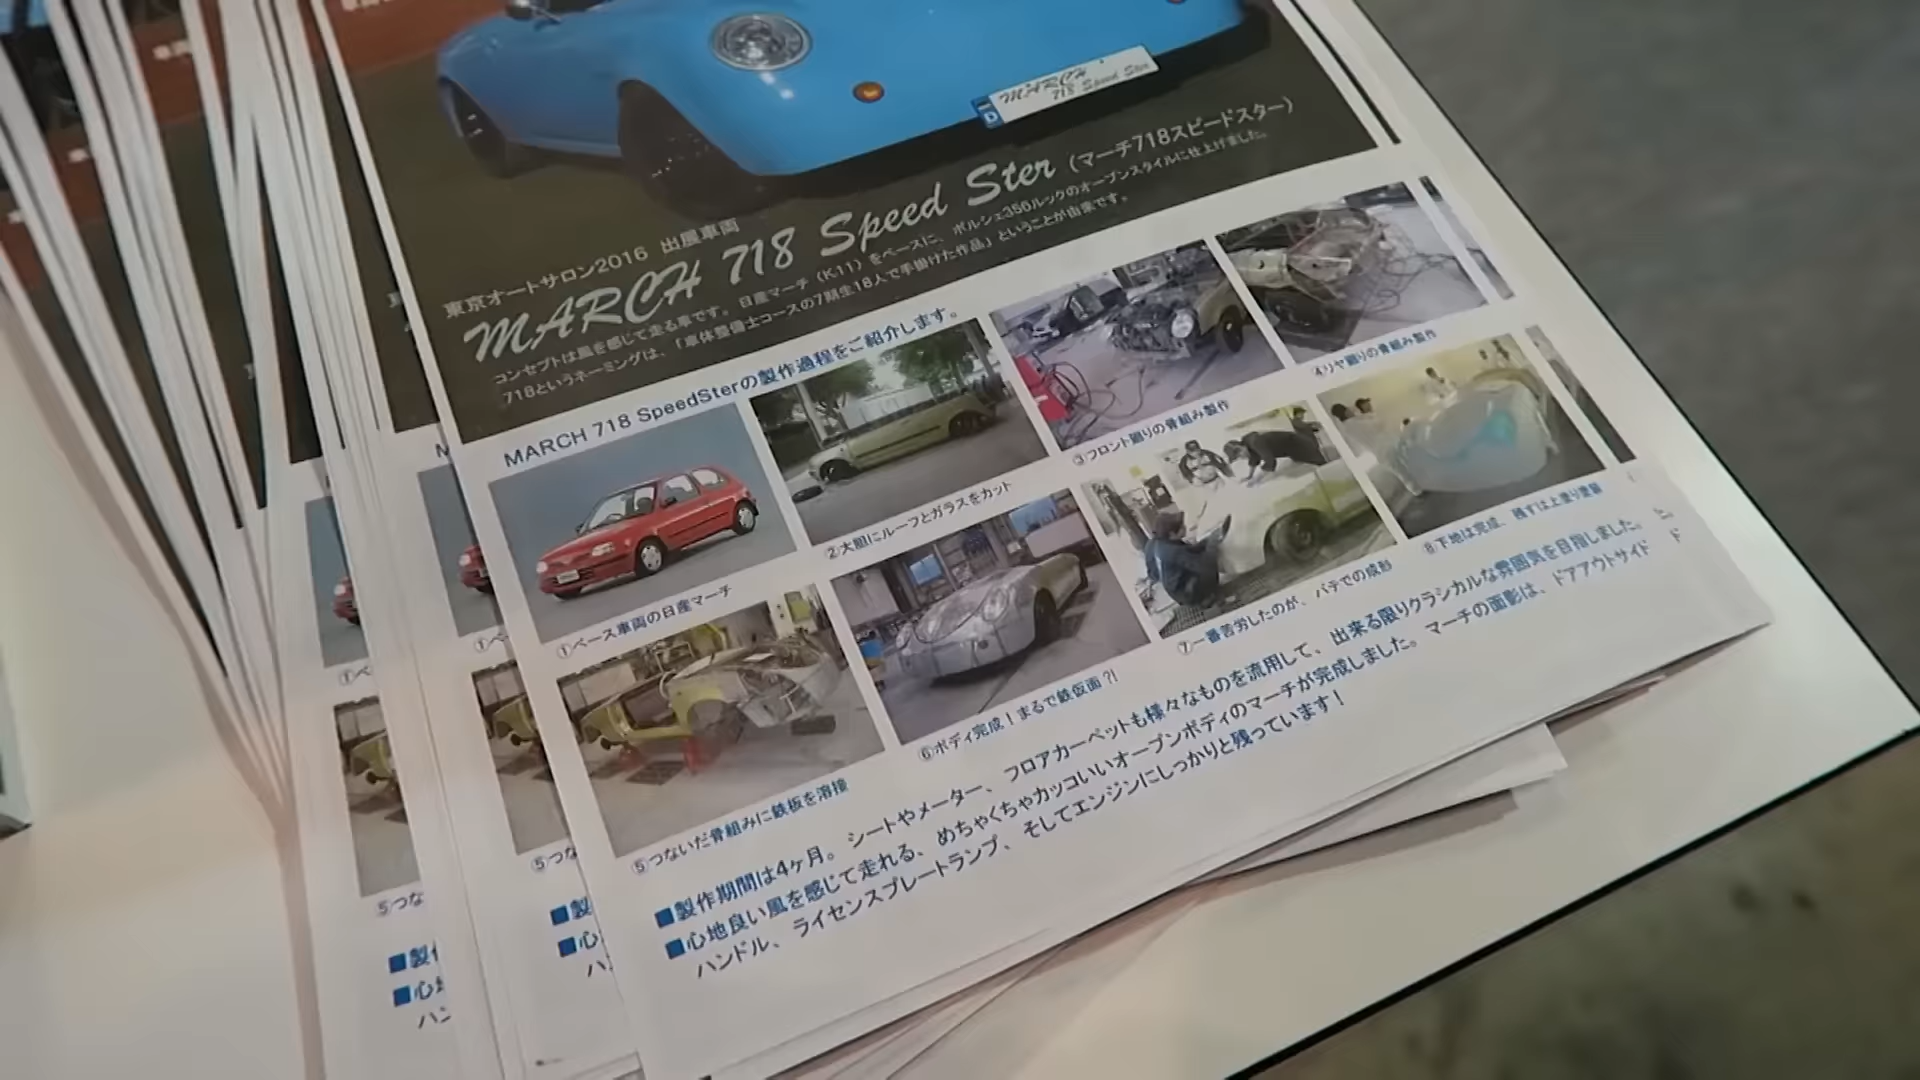 MARCH
718 Speed Ster
東京オートサロン2016 出展車両
MARCH 718 Speed Ster (マーチ718スピードスター)
コンセプトは風を感じて走る車です。日産マーチ(K11)をベースに、ポルシェ356ルックのオープンスタイルに仕上げました。
718というネーミングは、「車体整備士コースの7期生18人で手掛けた作品」ということが由来です。
MARCH 718 SpeedSterの製作過程をご紹介します。
①ベース車両の日産マーチ
②大胆にルーフとガラスをカット
③フロント廻りの骨組み製作
④リヤ廻りの骨組み製作
⑤つないだ骨組みに鉄板を溶接
⑥ボディ完成!まるで鉄仮面?!
⑦一番苦労したのが、パテでの成形
⑧下地は完成、残すは上塗り塗装
■製作期間は4ヶ月。シートやメーター、フロアカーペットも様々なものを流用して、出来る限りクラシカルな雰囲気を目指しました。
■心地良い風を感じて走れる、めちゃくちゃカッコいいオープンボディのマーチが完成しました。マーチの面影は、ドアアウトサイド
ハンドル、ライセンスプレートランプ、そしてエンジンにしっかりと残っています!
⑤つな
■製
■心
ハン
⑤つな
■製作
■心
ハン